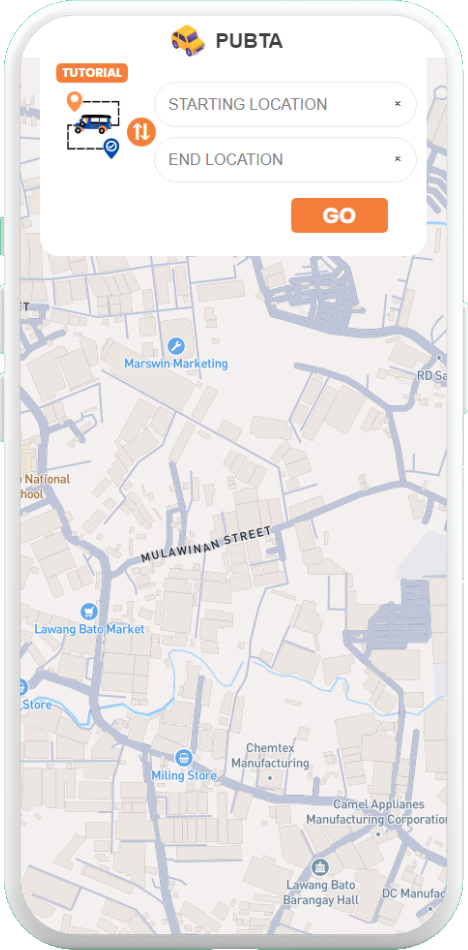 PUBTA
TUTORIAL
STARTING LOCATION ×
END LOCATION ×
GO
ET
Marswin Marketing
RD Sa
o National
hool
MULAWINAN STREET
Lawang Bato Market
Store
Chemtex
Manufacturing
Miling Store
Camel Applianes
Manufacturing Corporation
Lawang Bato
Barangay Hall
DC Manufac